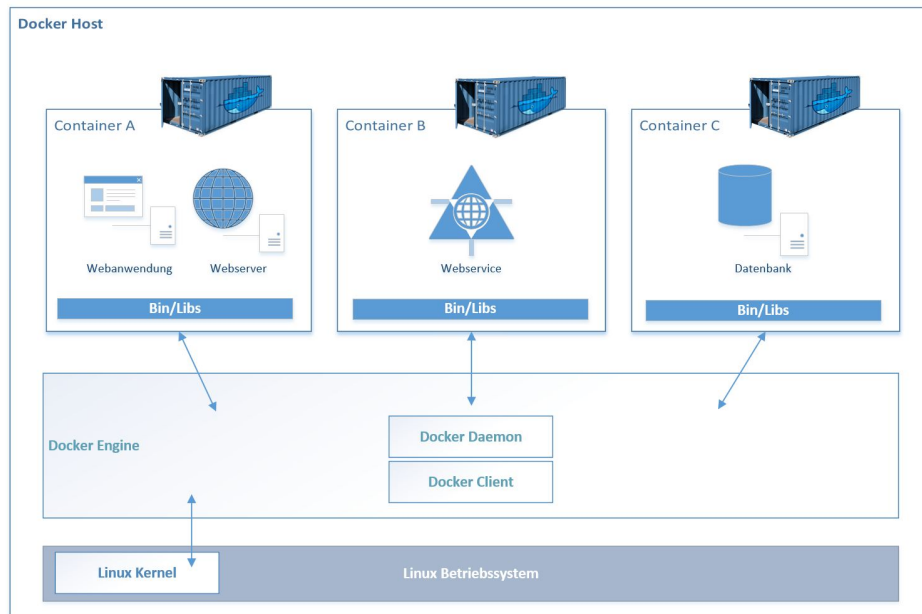 Docker Host
Container A
Container B
Container C
Webanwendung
Webserver
Webservice
Datenbank
Bin/Libs
Bin/Libs
Bin/Libs
Docker Engine
Docker Daemon
Docker Client
Linux Kernel
Linux Betriebssystem